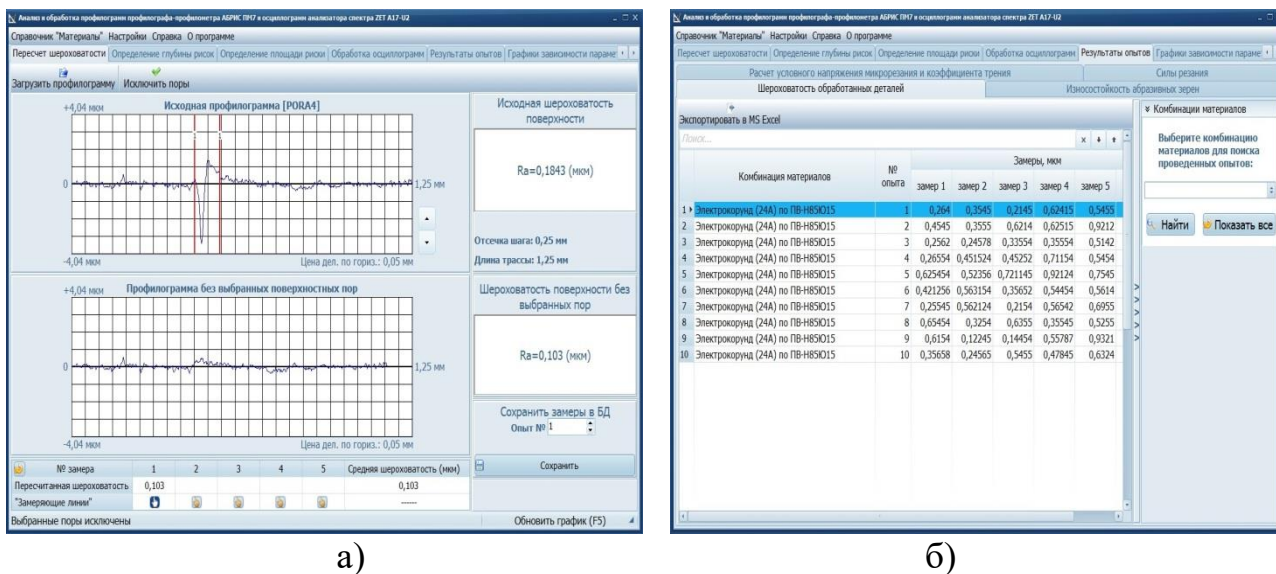 Анализ и обработка профилограмм профилографа-профилометра АБРИС ПМ7 и осциллограмм анализатора спектра ZET A17-U2
Справочник "Материалы" Настройки Справка О программе
Пересчет шероховатости Определение глубины рисок Определение площади риски Обработка осциллограмм Результаты опытов Графики зависимости параме
Загрузить профилограмму Исключить поры
+4,04 мкм Исходная профилограмма [PORA4]
0 1,25 мм
-4,04 мкм Цена дел. по гориз.: 0,05 мм
Исходная шероховатость
поверхности
Ra=0,1843 (мкм)
Отсечка шага: 0,25 мм
Длина трассы: 1,25 мм
+4,04 мкм Профилограмма без выбранных поверхностных пор
0 1,25 мм
-4,04 мкм Цена дел. по гориз.: 0,05 мм
Шероховатость поверхности без
выбранных пор
Ra=0,103 (мкм)
Сохранить замеры в БД
Опыт № 1
Сохранить
№ замера 1 2 3 4 5 Средняя шероховатость (мкм)
Пересчитанная шероховатость 0,103 0,103
"Замеряющие линии" ------
Выбранные поры исключены Обновить график (F5)
а)
Анализ и обработка профилограмм профилографа-профилометра АБРИС ПМ7 и осциллограмм анализатора спектра ZET A17-U2
Справочник "Материалы" Настройки Справка О программе
Пересчет шероховатости Определение глубины рисок Определение площади риски Обработка осциллограмм Результаты опытов Графики зависимости параме
Расчет условного напряжения микрорезания и коэффициента трения Силы резания
Шероховатость обработанных деталей Износостойкость абразивных зерен
Экспортировать в MS Excel
Поиск...
Комбинация материалов № опыта Замеры, мкм
замер 1 замер 2 замер 3 замер 4 замер 5
1 Электрокорунд (24А) по ПВ-Н85Ю15 1 0,264 0,3545 0,2145 0,62415 0,5455
2 Электрокорунд (24А) по ПВ-Н85Ю15 2 0,4545 0,3555 0,6214 0,62515 0,9212
3 Электрокорунд (24А) по ПВ-Н85Ю15 3 0,2562 0,24578 0,33554 0,35554 0,5142
4 Электрокорунд (24А) по ПВ-Н85Ю15 4 0,26554 0,451524 0,45252 0,71154 0,5454
5 Электрокорунд (24А) по ПВ-Н85Ю15 5 0,625454 0,52356 0,721145 0,92124 0,7545
6 Электрокорунд (24А) по ПВ-Н85Ю15 6 0,421256 0,563154 0,35652 0,54454 0,5614
7 Электрокорунд (24А) по ПВ-Н85Ю15 7 0,25545 0,562124 0,2154 0,56542 0,6955
8 Электрокорунд (24А) по ПВ-Н85Ю15 8 0,65454 0,3254 0,6355 0,35545 0,5255
9 Электрокорунд (24А) по ПВ-Н85Ю15 9 0,6154 0,12245 0,14454 0,55787 0,9321
10 Электрокорунд (24А) по ПВ-Н85Ю15 10 0,35658 0,24565 0,5455 0,47845 0,6324
Комбинации материалов
Выберите комбинацию
материалов для поиска
проведенных опытов:
Найти Показать все
б)